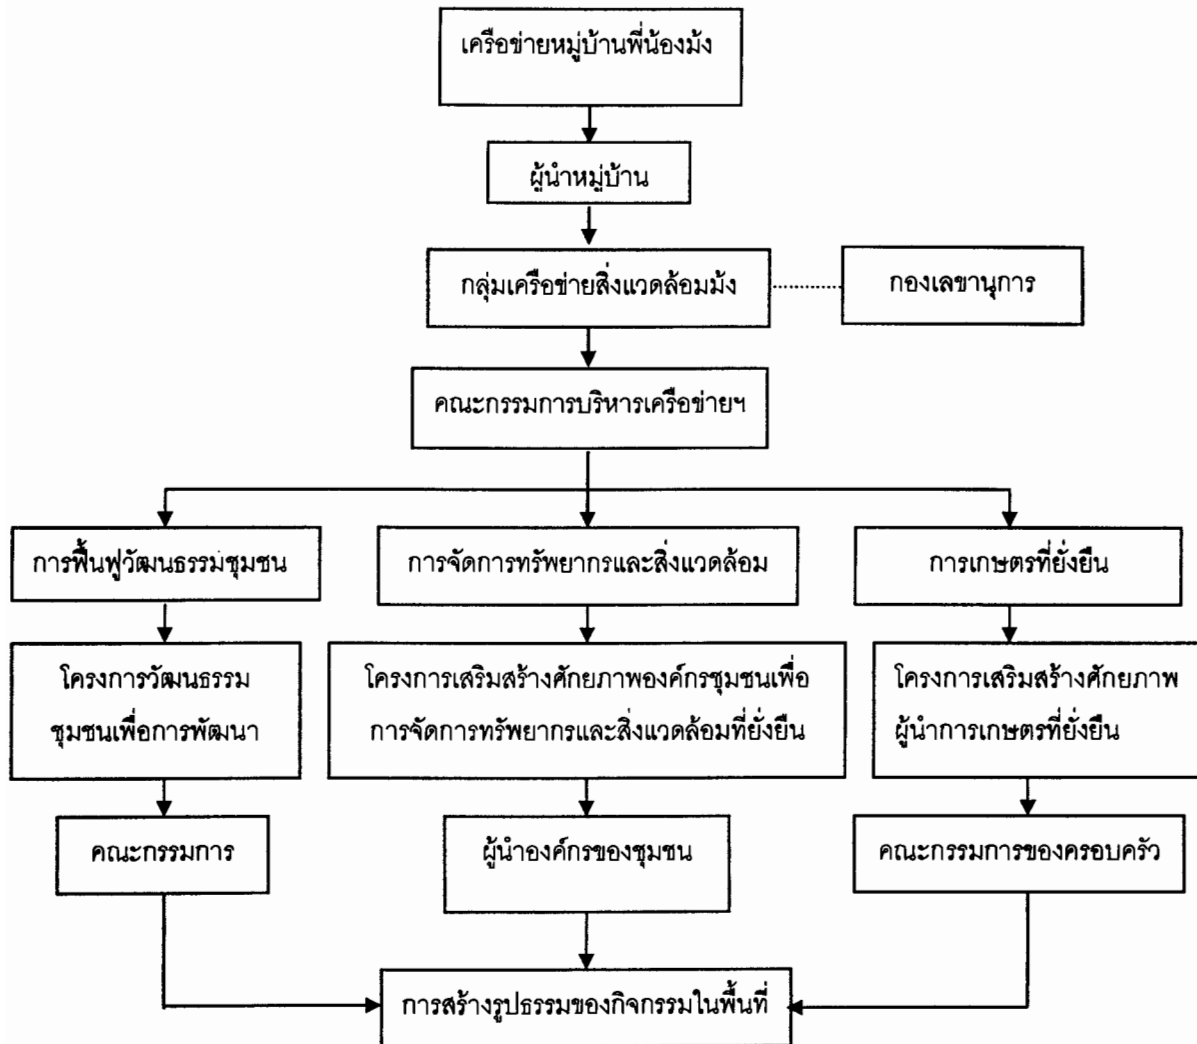 เครือข่ายหมู่บ้านพี่น้องม้ง
ผู้นำหมู่บ้าน
กลุ่มเครือข่ายสิ่งแวดล้อมม้ง
กองเลขานุการ
คณะกรรมการบริหารเครือข่ายฯ
การฟื้นฟูวัฒนธรรมชุมชน
การจัดการทรัพยากรและสิ่งแวดล้อม
การเกษตรที่ยั่งยืน
โครงการวัฒนธรรม
ชุมชนเพื่อการพัฒนา
โครงการเสริมสร้างศักยภาพองค์กรชุมชนเพื่อ
การจัดการทรัพยากรและสิ่งแวดล้อมที่ยั่งยืน
โครงการเสริมสร้างศักยภาพ
ผู้นำการเกษตรที่ยั่งยืน
คณะกรรมการ
ผู้นำองค์กรของชุมชน
คณะกรรมการของครอบครัว
การสร้างรูปธรรมของกิจกรรมในพื้นที่